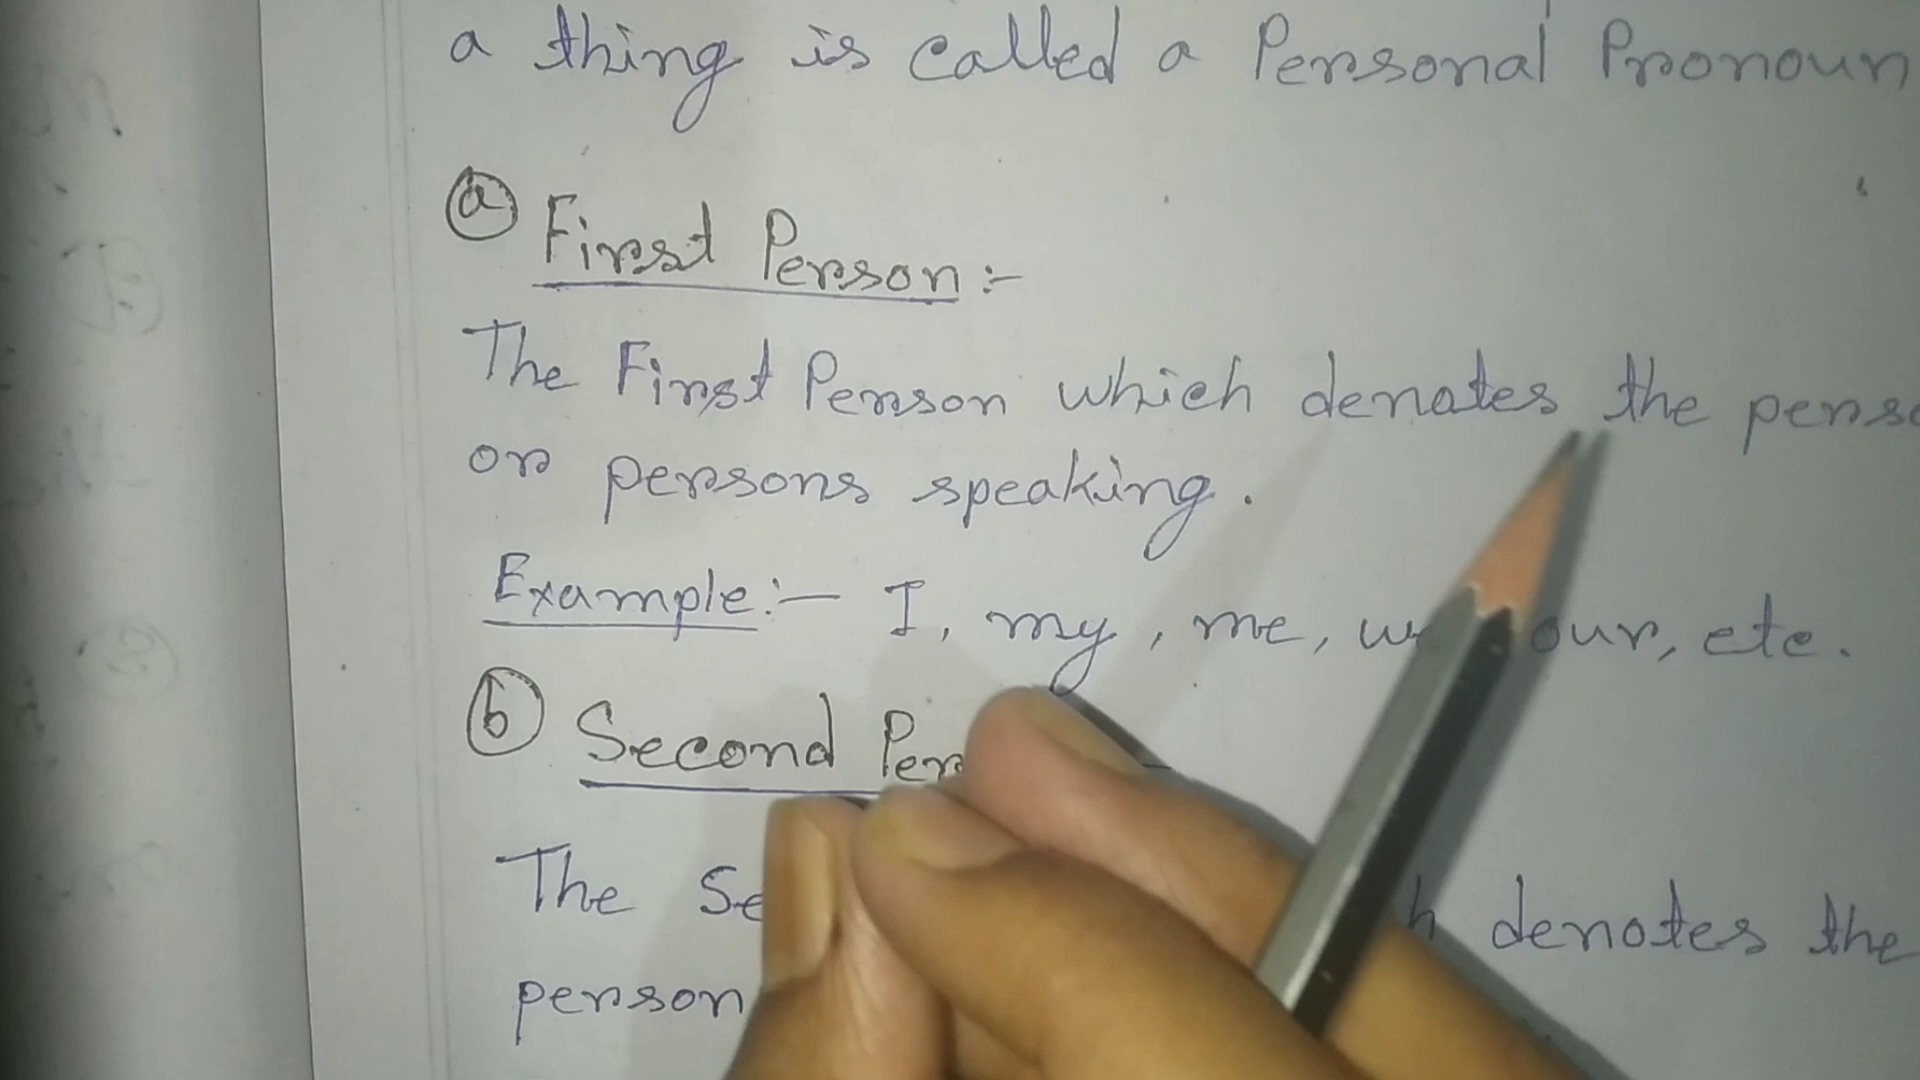 a thing is called a Personal Pronoun
ⓐ First Person :-
The First Person which denotes the
or persons speaking.
Example :- I, my, me, our, etc.
ⓑ Second
The denotes the
person